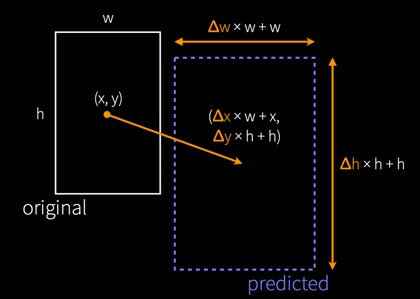 w
Δw × w + w
h
(x, y)
(Δx × w + x,
Δy × h + h)
Δh × h + h
original
predicted